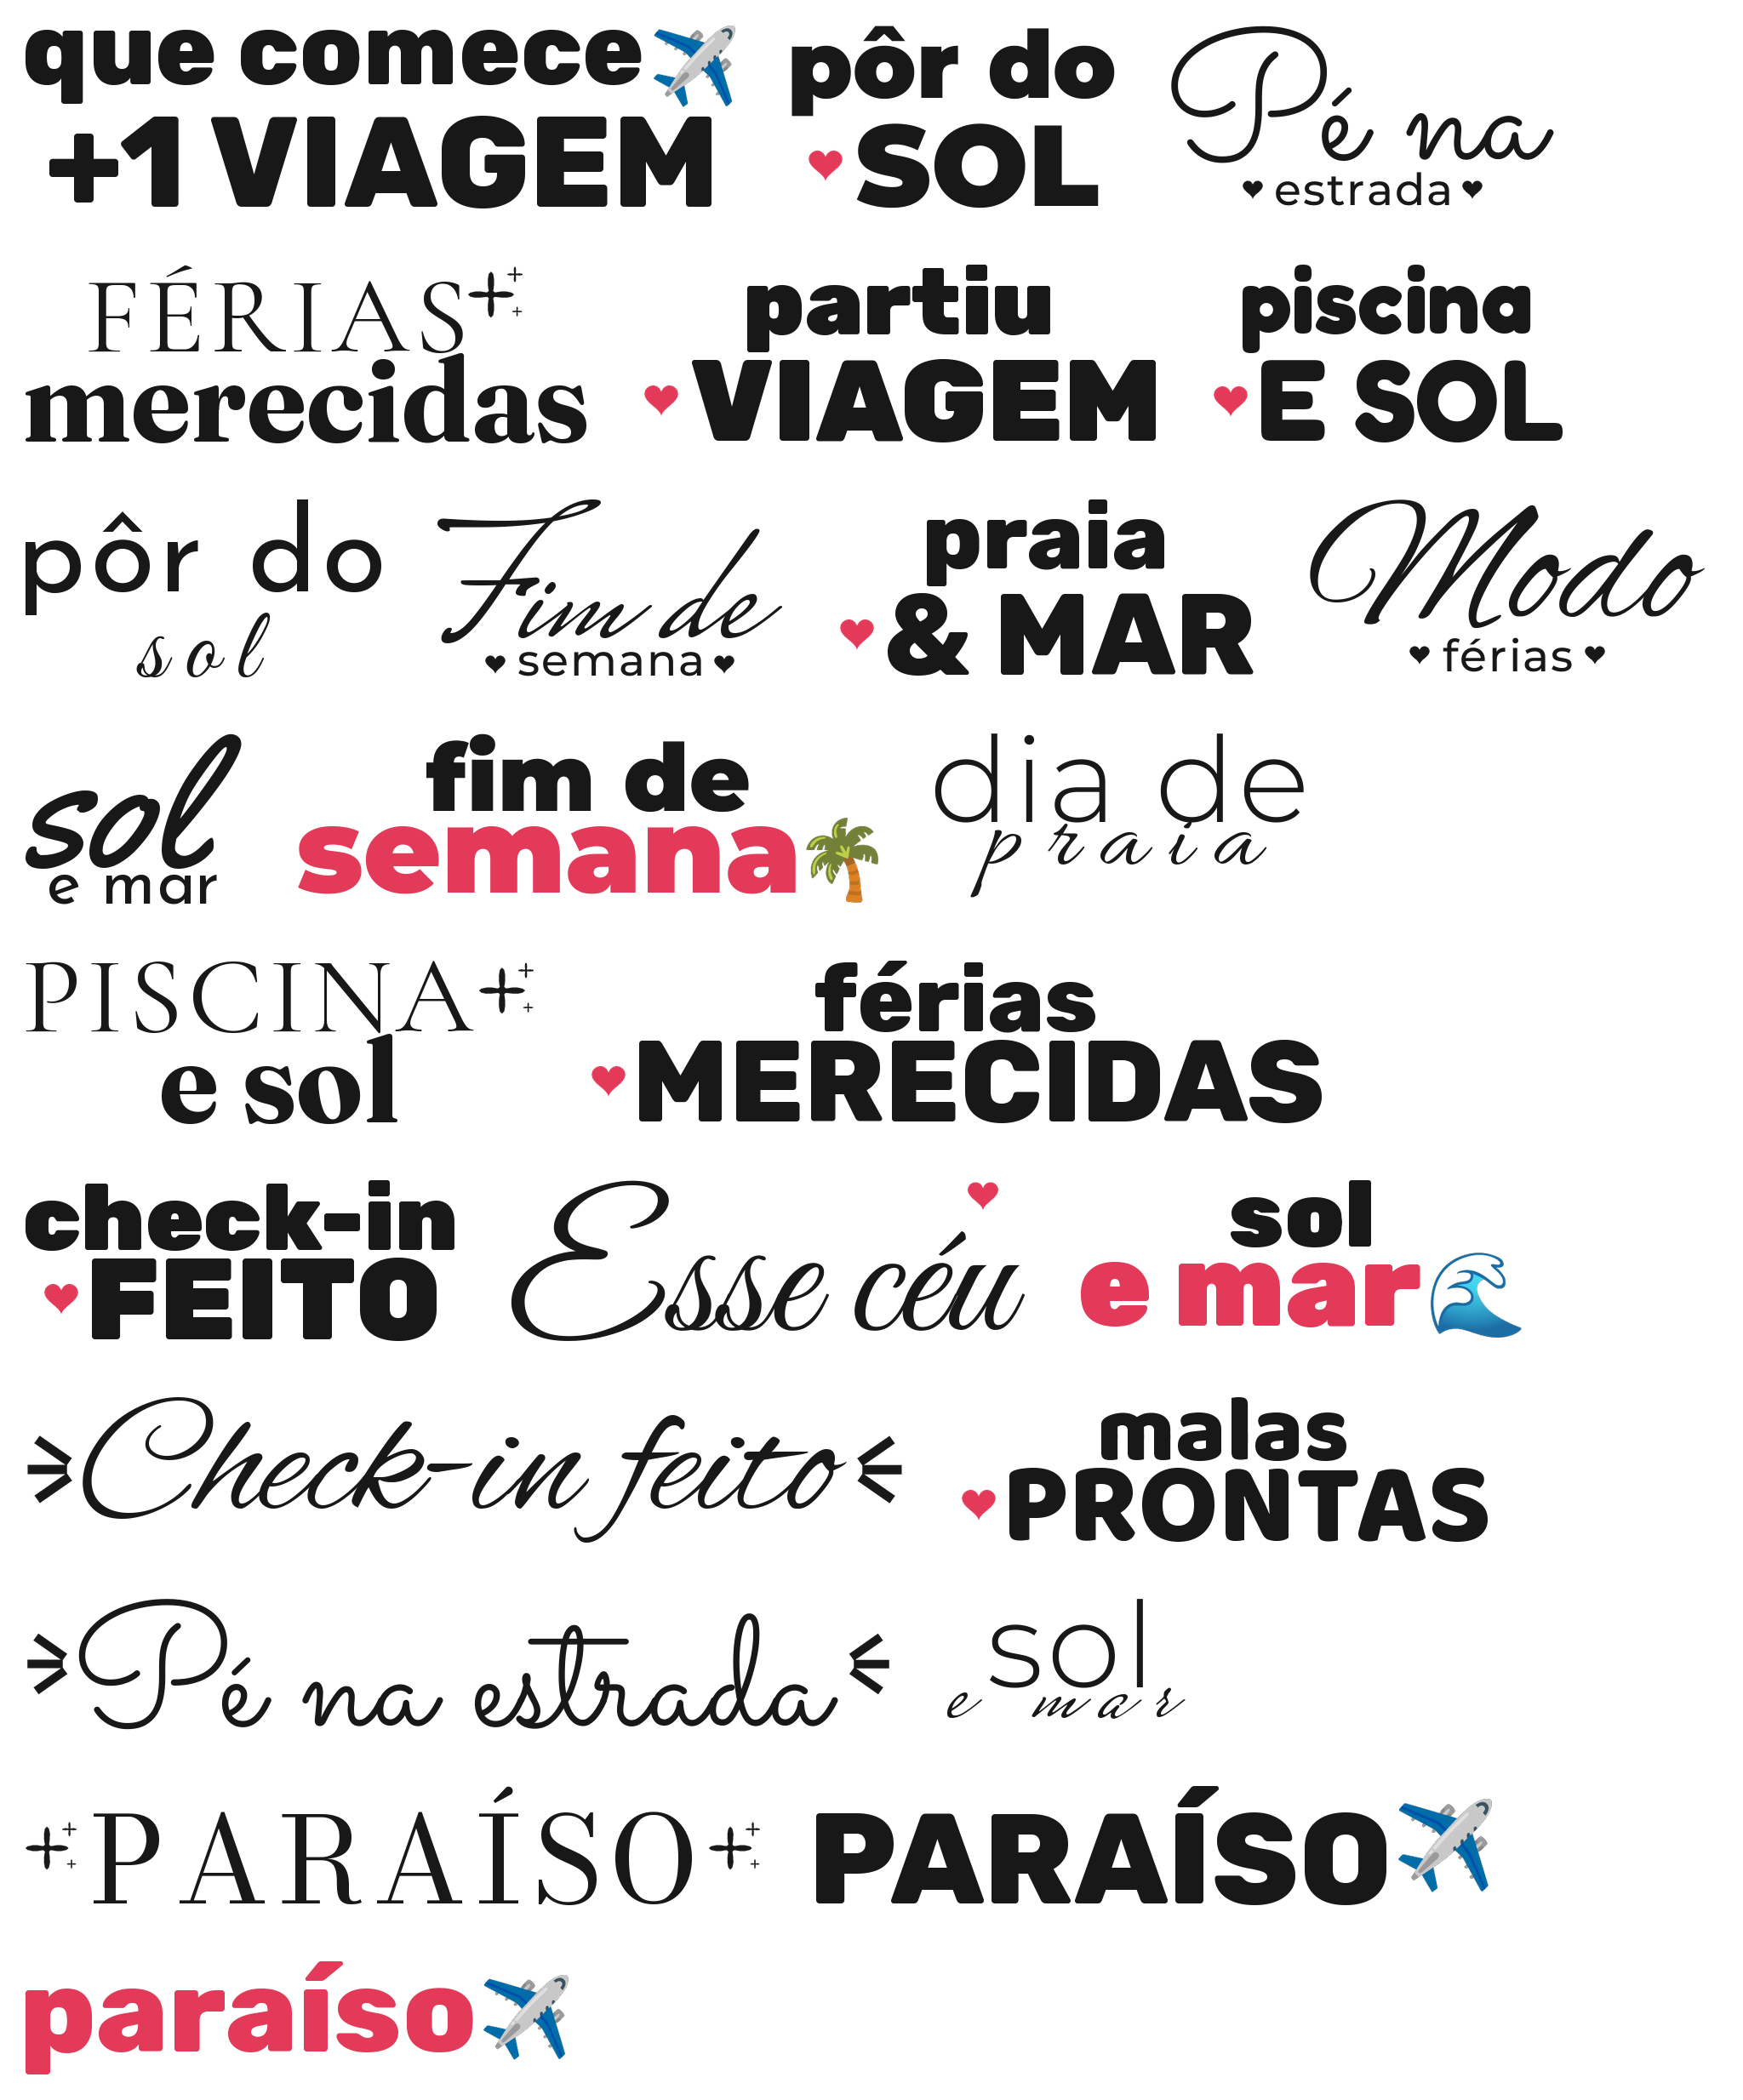 que comece✈️
+1 VIAGEM
pôr do
♥SOL
Pé na
♥ estrada ♥
FÉRIAS
merecidas
partiu
♥VIAGEM
piscina
♥E SOL
pôr do
sol
Fim de
♥ semana ♥
praia
♥& MAR
Modo
♥ férias ♥
sol
e mar
fim de
semana🌴
dia de
praia
PISCINA
e sol
férias
♥MERECIDAS
check-in
♥FEITO
Esse céu
sol
e mar🌊
Check-in feito
malas
♥PRONTAS
Pé na estrada
sol
e mar
PARAÍSO
PARAÍSO✈️
paraíso✈️